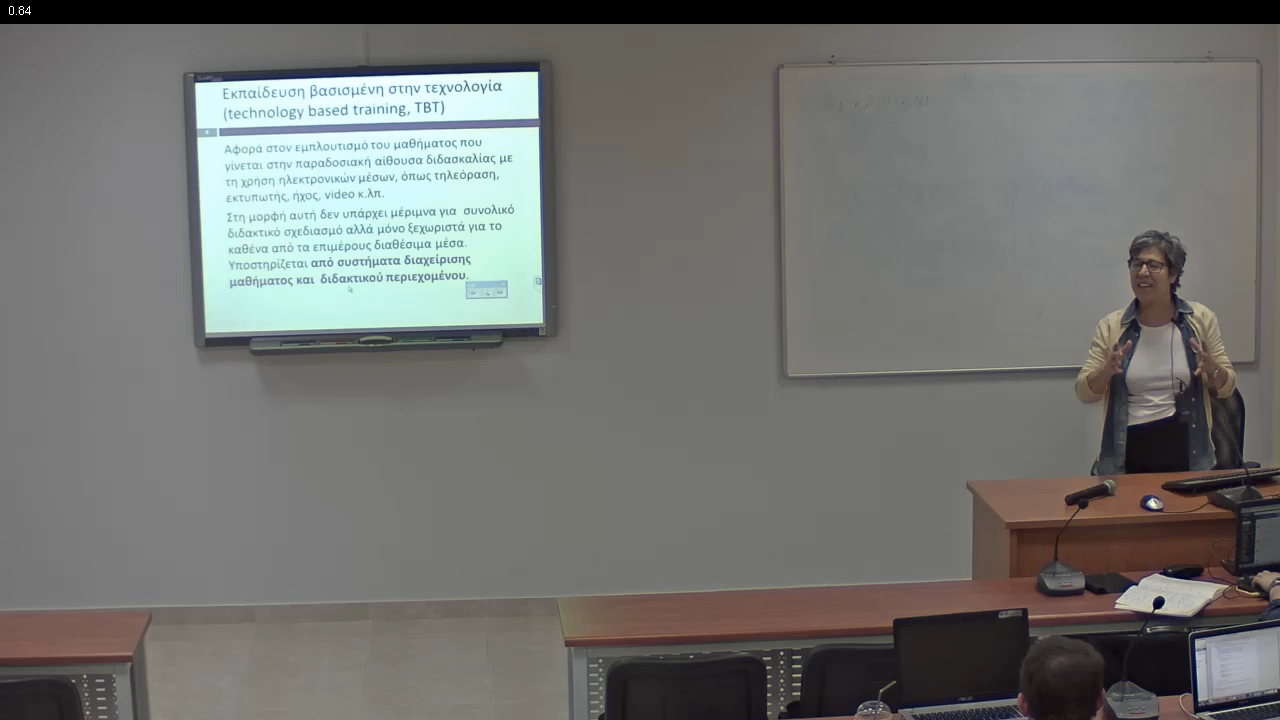 0.84
Εκπαίδευση βασισμένη στην τεχνολογία
(technology based training, TBT)
Αφορά στον εμπλουτισμό του μαθήματος που
γίνεται στην παραδοσιακή αίθουσα διδασκαλίας με
τη χρήση ηλεκτρονικών μέσων, όπως τηλεόραση,
εκτυπωτής, ήχος, video κ.λπ.
Στη μορφή αυτή δεν υπάρχει μέριμνα για συνολικό
διδακτικό σχεδιασμό αλλά μόνο ξεχωριστά για το
καθένα από τα επιμέρους διαθέσιμα μέσα.
Υποστηρίζεται από συστήματα διαχείρισης
μαθήματος και διδακτικού περιεχομένου.